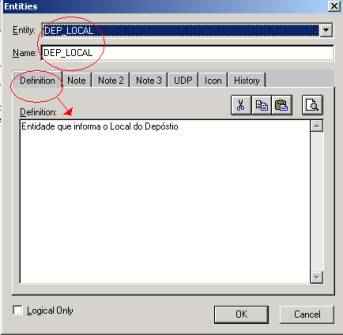 Entities
Entity: DEP_LOCAL
Name: DEP_LOCAL
Definition Note Note 2 Note 3 UDP Icon History
Definition:
Entidade que informa o Local do Depóstio
Logical Only
OK Cancel